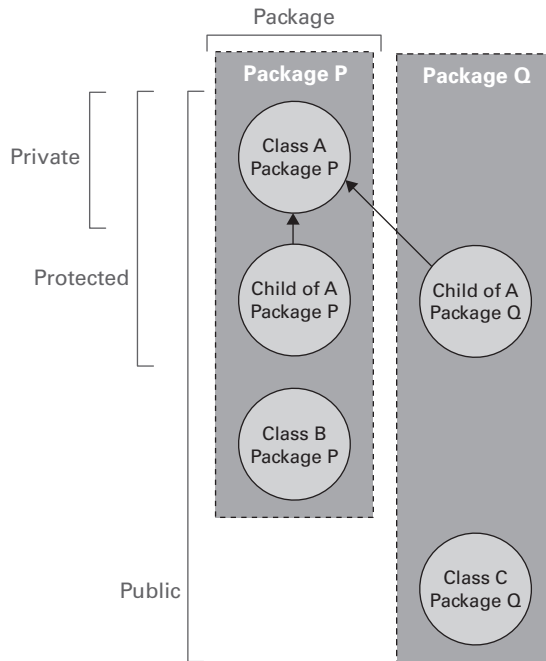 Package
Package P
Package Q
Private
Class A
Package P
Protected
Child of A
Package P
Child of A
Package Q
Class B
Package P
Public
Class C
Package Q